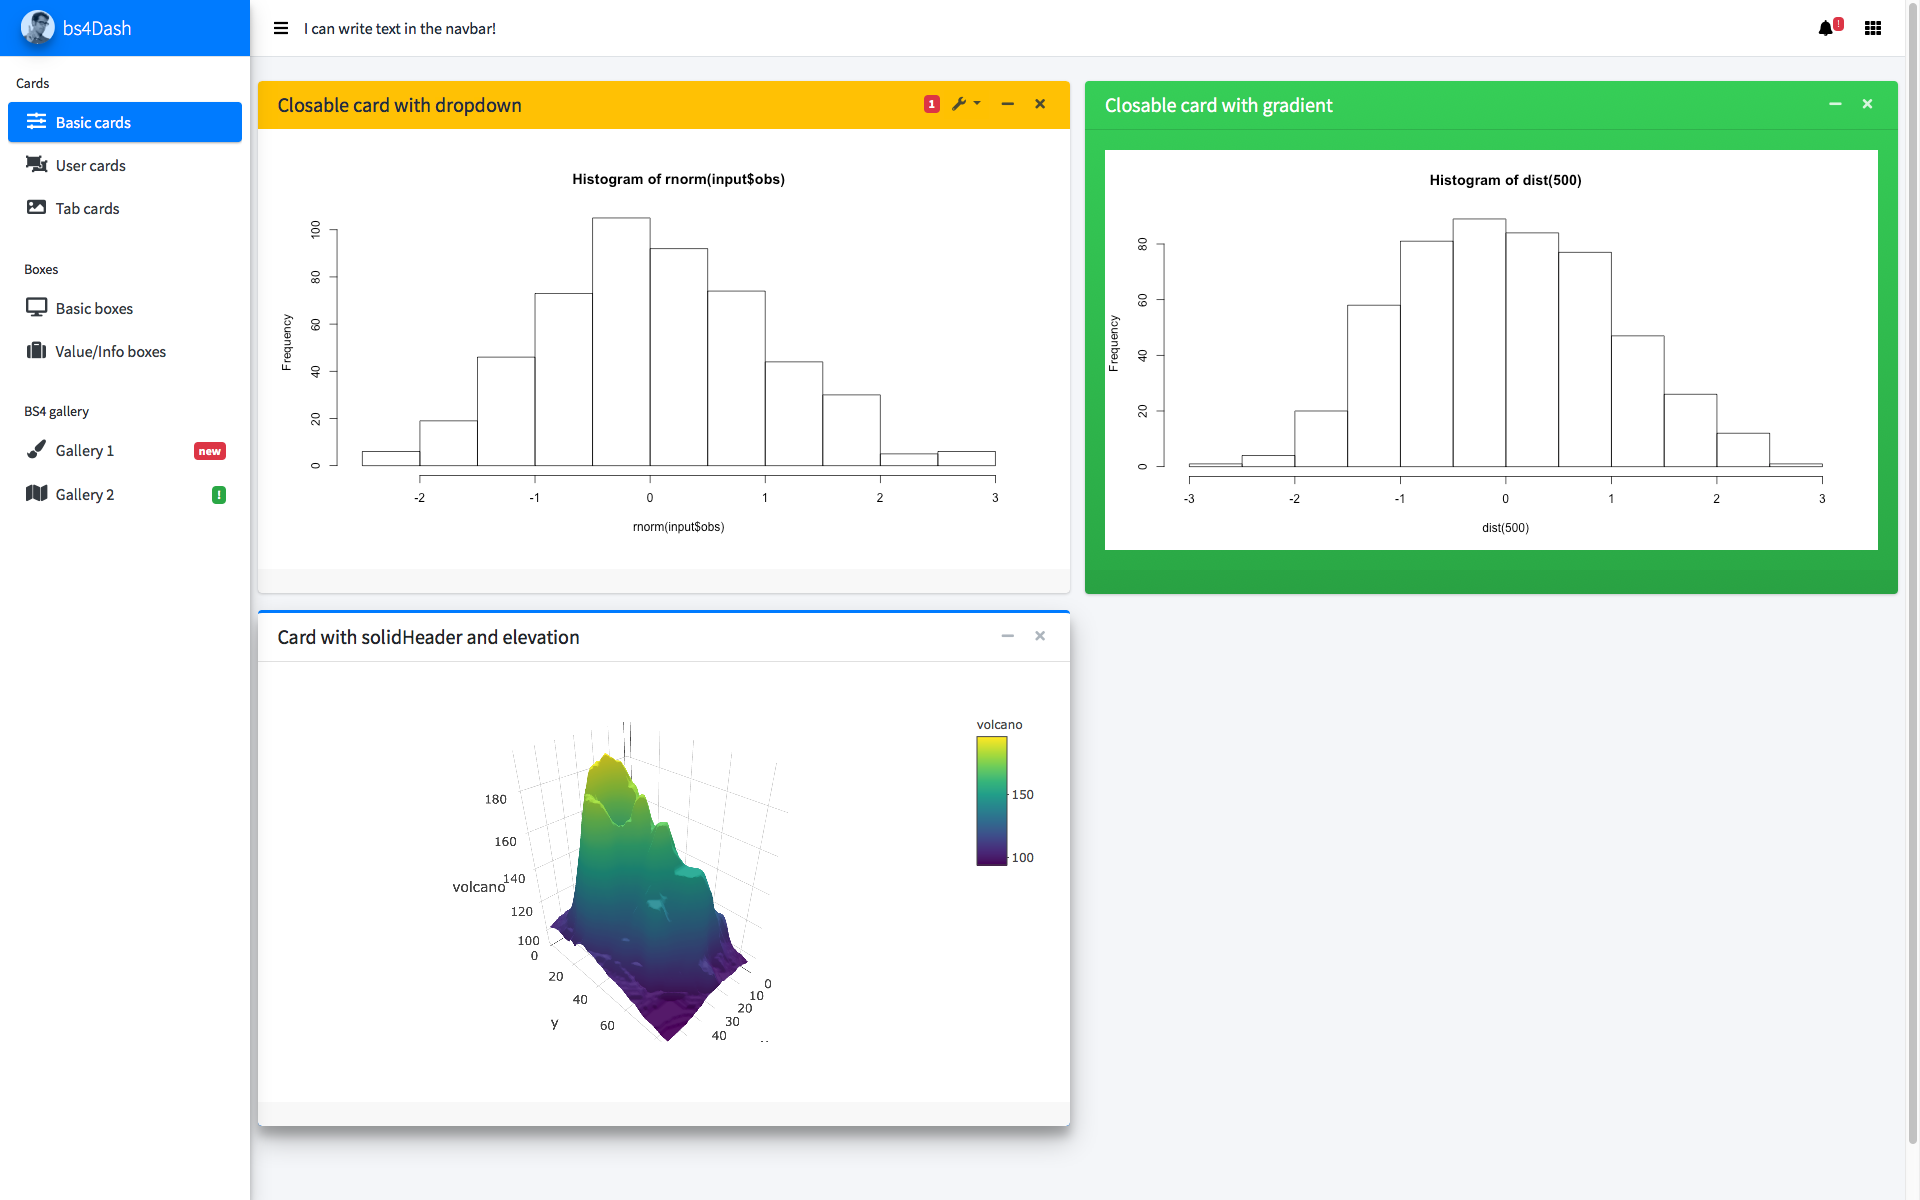 bs4Dash
I can write text in the navbar!
!
Cards
Basic cards
User cards
Tab cards
Boxes
Basic boxes
Value/Info boxes
BS4 gallery
Gallery 1
new
Gallery 2
!
Closable card with dropdown
1
Histogram of rnorm(input$obs)
Frequency
100
80
60
40
20
0
-2 -1 0 1 2 3
rnorm(input$obs)
Closable card with gradient
Histogram of dist(500)
Frequency
80
60
40
20
0
-3 -2 -1 0 1 2 3
dist(500)
Card with solidHeader and elevation
volcano
150
100
180
160
140
volcano
120
100
0
20
40
60
y
0
10
20
30
40